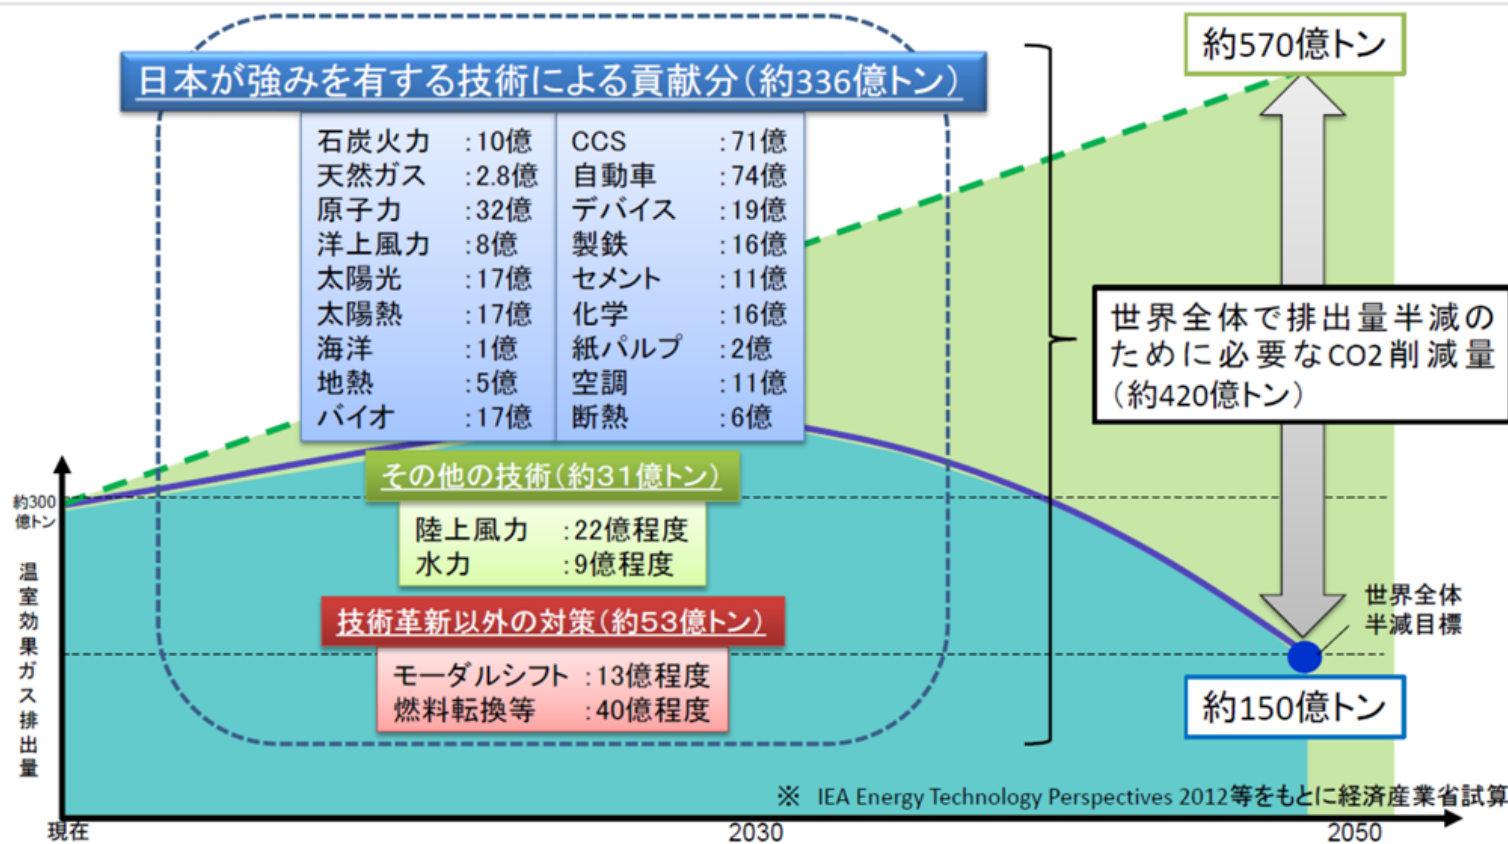 日本が強みを有する技術による貢献分(約336億トン)
石炭火力 :10億
天然ガス :2.8億
原子力 :32億
洋上風力 :8億
太陽光 :17億
太陽熱 :17億
海洋 :1億
地熱 :5億
バイオ :17億
CCS :71億
自動車 :74億
デバイス :19億
製鉄 :16億
セメント :11億
化学 :16億
紙パルプ :2億
空調 :11億
断熱 :6億
その他の技術(約31億トン)
陸上風力 :22億程度
水力 :9億程度
技術革新以外の対策(約53億トン)
モーダルシフト :13億程度
燃料転換等 :40億程度
約570億トン
世界全体で排出量半減の
ために必要なCO2削減量
(約420億トン)
世界全体
半減目標
約150億トン
約300
億トン
温室効果ガス排出量
※ IEA Energy Technology Perspectives 2012等をもとに経済産業省試算
現在
2030
2050